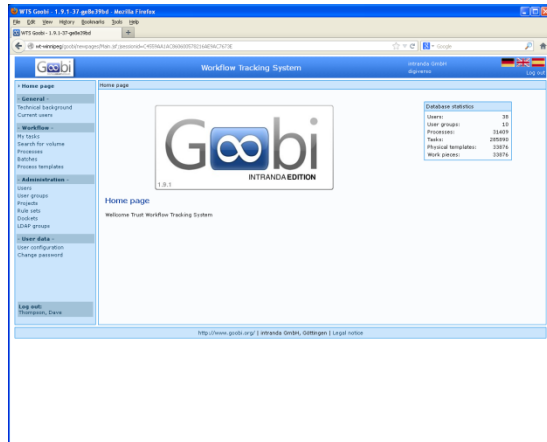 WTS Goobi - 1.9.1-37-gx8e39bd - Mozilla Firefox
File Edit View History Bookmarks Tools Help
WTS Goobi - 1.9.1-37-gx8e39bd
Google
Goobi
Workflow Tracking System
intranda GmbH
digiverso
Log out
Home page
Home page
- General -
Technical background
Current users
- Workflow -
My tasks
Search for volume
Processes
Batches
Process templates
- Administration -
Users
User groups
Projects
Rule sets
Dockets
LDAP groups
- User data -
User configuration
Change password
Log out:
Thompson, Dave
Goobi
INTRANDA EDITION
1.9.1
Home page
Wellcome Trust Workflow Tracking System
Database statistics
Users: 38
User groups: 10
Processes: 31409
Tasks: 285890
Physical templates: 33876
Work pieces: 33876
http://www.goobi.org/ | intranda GmbH, Göttingen | Legal notice